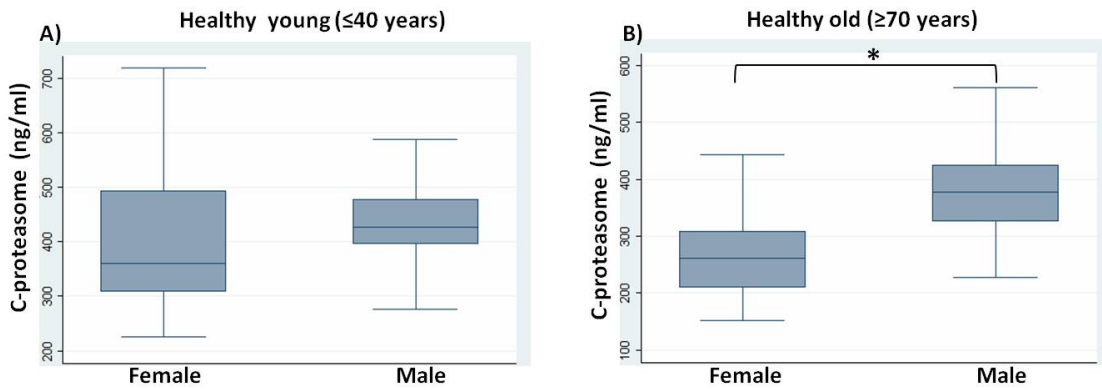 Healthy young (≤40 years)
A)
C-proteasome (ng/ml)
700
600
500
400
300
200
Female Male
Healthy old (≥70 years)
B)
*
C-proteasome (ng/ml)
600
500
400
300
200
100
Female Male